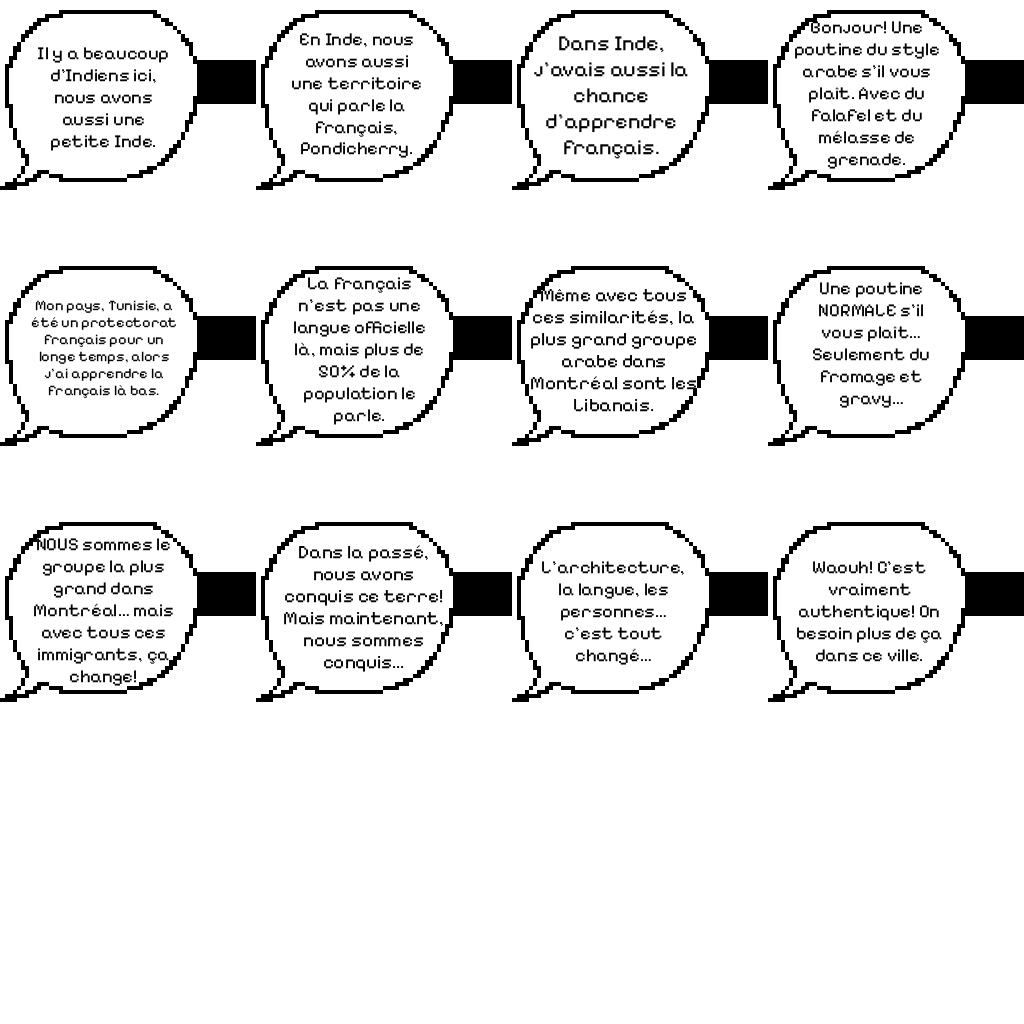 Il y a beaucoup
d'Indiens ici,
nous avons
aussi une
petite Inde.
En Inde, nous
avons aussi
une territoire
qui parle la
français,
Pondicherry.
Dans Inde,
j'avais aussi la
chance
d'apprendre
français.
Bonjour! Une
poutine du style
arabe s'il vous
plait. Avec du
falafel et du
mélasse de
grenade.
Mon pays, Tunisie, a
été un protectorat
français pour un
longe temps, alors
j'ai apprendre la
français là bas.
La français
n'est pas une
langue officielle
là, mais plus de
90% de la
population le
parle.
Même avec tous
ces similarités, la
plus grand groupe
arabe dans
Montréal sont les
Libanais.
Une poutine
NORMALE s'il
vous plait...
Seulement du
fromage et
gravy...
NOUS sommes le
groupe la plus
grand dans
Montréal... mais
avec tous ces
immigrants, ça
change!
Dans la passé,
nous avons
conquis ce terre!
Mais maintenant,
nous sommes
conquis...
L'architecture,
la langue, les
personnes...
c'est tout
changé...
Waouh! C'est
vraiment
authentique! On
besoin plus de ça
dans ce ville.